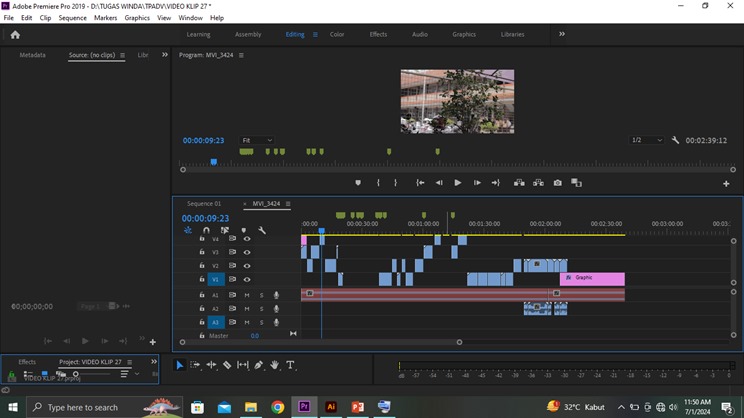 Adobe Premiere Pro 2019 - D:\TUGAS WINDA\TPADV\VIDEO KLIP 27 *
File Edit Clip Sequence Markers Graphics View Window Help
Learning Assembly Editing Color Effects Audio Graphics Libraries
Metadata Source: (no clips) Libr Program: MVI_3424
00:00:09:23 Fit 1/2 00:02:39:12
Sequence 01 MVI_3424
00:00:09:23
:00:00 00:00:30:00 00:01:00:00 00:01:30:00 00:02:00:00 00:02:30:00 00:03:00:00 00:03:
V4
V3
V2
V1 Graphic
A1 M S
A2 M S
A3 M S
Master 0.0
00;00;00;00 Page 1
Effects Project: VIDEO KLIP 27
VIDEO KLIP 27.prproj
dB -57 -54 -51 -48 -45 -42 -39 -36 -33 -30 -27 -24 -21 -18 -15 -12 -9 -6 -3 0
Type here to search
32°C Kabut
11:50 AM
7/1/2024